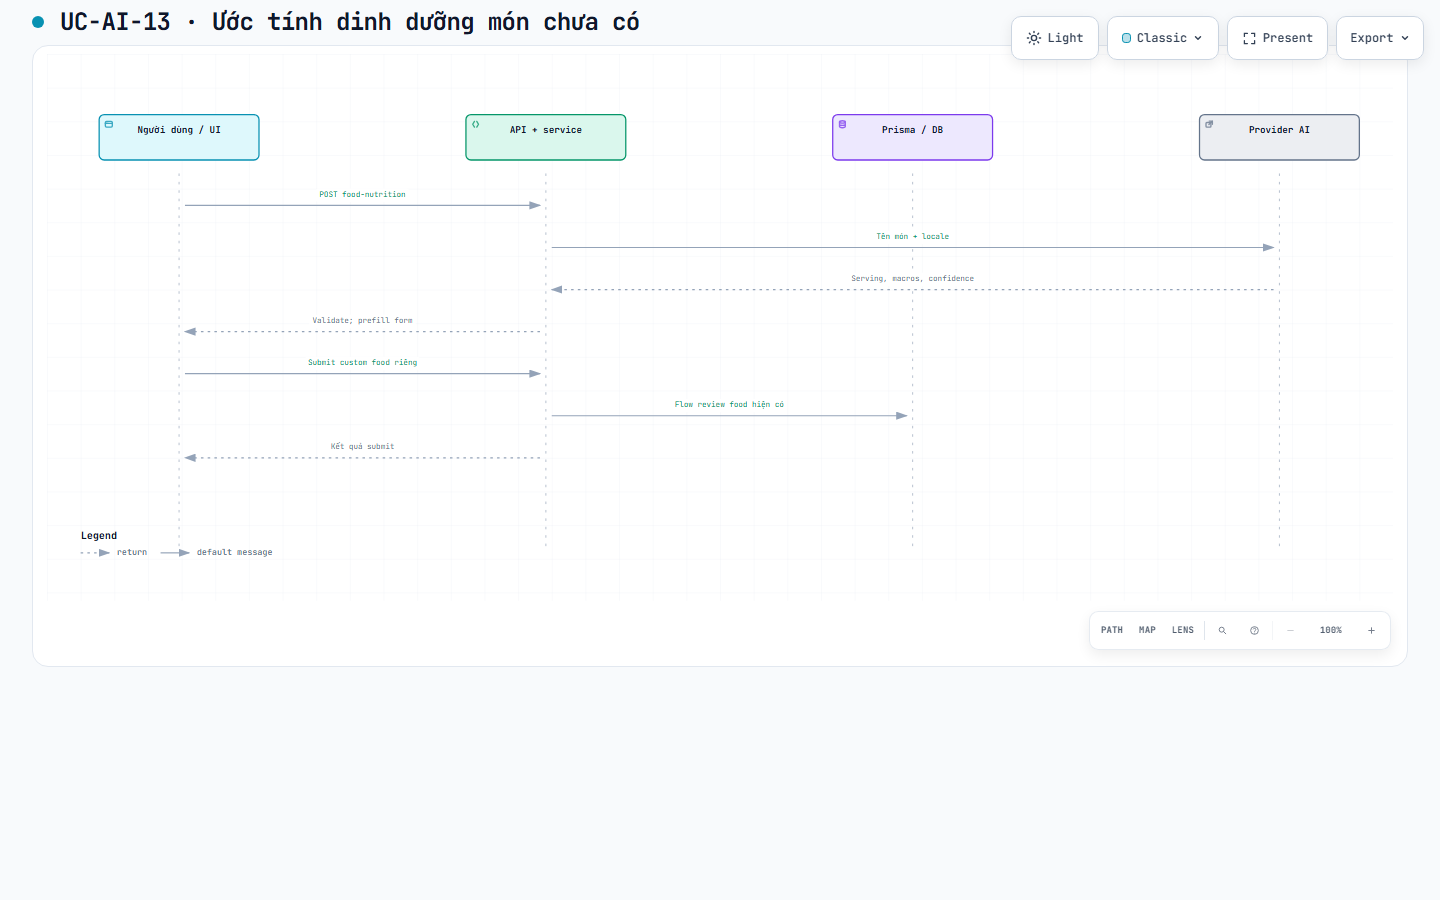 UC-AI-13 · Ước tính dinh dưỡng món chưa có
Light
Classic
Present
Export
Người dùng / UI
API + service
Prisma / DB
Provider AI
POST food-nutrition
Tên món + locale
Serving, macros, confidence
Validate; prefill form
Submit custom food riêng
Flow review food hiện có
Kết quả submit
Legend
return
default message
PATH MAP LENS − 100% +